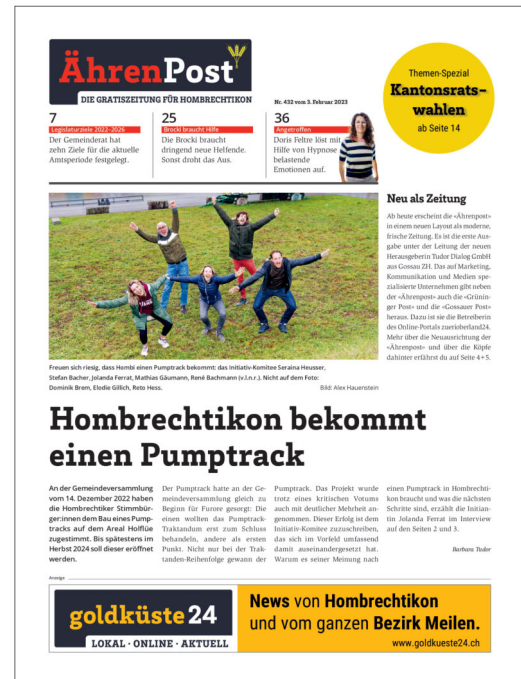 ÄhrenPost
DIE GRATISZEITUNG FÜR HOMBRECHTIKON
Nr. 432 vom 3. Februar 2023
Themen-Spezial
Kantonsrats-
wahlen
ab Seite 14
7
Legislaturziele 2022–2026
Der Gemeinderat hat
zehn Ziele für die aktuelle
Amtsperiode festgelegt.
25
Brocki braucht Hilfe
Die Brocki braucht
dringend neue Helfende.
Sonst droht das Aus.
36
Angetroffen
Doris Feltre löst mit
Hilfe von Hypnose
belastende
Emotionen auf.
Neu als Zeitung
Ab heute erscheint die «Ährenpost»
in einem neuen Layout als moderne,
frische Zeitung. Es ist die erste Aus-
gabe unter der Leitung der neuen
Herausgeberin Tudor Dialog GmbH
aus Gossau ZH. Das auf Marketing,
Kommunikation und Medien spe-
zialisierte Unternehmen gibt neben
der «Ährenpost» auch die «Grünin-
ger Post» und die «Gossauer Post»
heraus. Dazu ist sie die Betreiberin
des Online-Portals zuerioberland24.
Mehr über die Neuausrichtung der
«Ährenpost» und über die Köpfe
dahinter erfährst du auf Seite 4+5.
Freuen sich riesig, dass Hombi einen Pumptrack bekommt: das Initiativ-Komitee Seraina Heusser,
Stefan Bacher, Jolanda Ferrat, Mathias Gäumann, René Bachmann (v.l.n.r.). Nicht auf dem Foto:
Dominik Brem, Elodie Gillich, Reto Hess.
Bild: Alex Hauenstein
Hombrechtikon bekommt
einen Pumptrack
An der Gemeindeversammlung
vom 14. Dezember 2022 haben
die Hombrechtiker Stimmbür-
ger:innen dem Bau eines Pump-
tracks auf dem Areal Holflüe
zugestimmt. Bis spätestens im
Herbst 2024 soll dieser eröffnet
werden.
Der Pumptrack hatte an der Ge-
meindeversammlung gleich zu
Beginn für Furore gesorgt: Die
einen wollten das Pumptrack-
Traktandum erst zum Schluss
behandeln, andere als ersten
Punkt. Nicht nur bei der Trak-
tanden-Reihenfolge gewann der
Pumptrack. Das Projekt wurde
trotz eines kritischen Votums
auch mit deutlicher Mehrheit an-
genommen. Dieser Erfolg ist dem
Initiativ-Komitee zuzuschreiben,
das sich im Vorfeld umfassend
damit auseinandergesetzt hat.
Warum es seiner Meinung nach
einen Pumptrack in Hombrechti-
kon braucht und was die nächsten
Schritte sind, erzählt die Initian-
tin Jolanda Ferrat im Interview
auf den Seiten 2 und 3.
Barbara Tudor
Anzeige
goldküste24
LOKAL · ONLINE · AKTUELL
News von Hombrechtikon
und vom ganzen Bezirk Meilen.
www.goldkueste24.ch